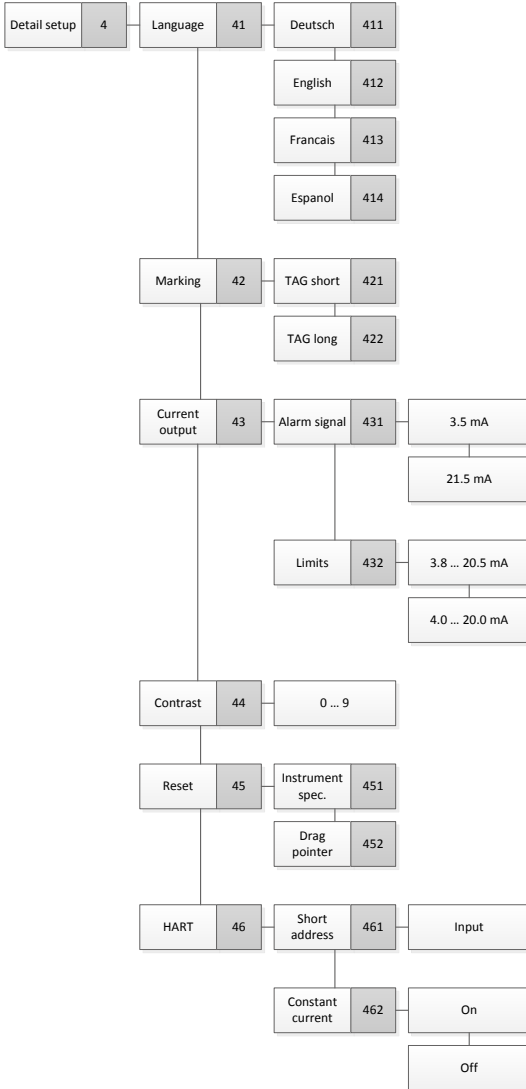 Detail setup 4 Language 41 Deutsch 411
English 412
Francais 413
Espanol 414
Marking 42 TAG short 421
TAG long 422
Current
output 43 Alarm signal 431 3.5 mA
21.5 mA
Limits 432 3.8 ... 20.5 mA
4.0 ... 20.0 mA
Contrast 44 0 ... 9
Reset 45 Instrument
spec. 451
Drag
pointer 452
HART 46 Short
address 461 Input
Constant
current 462 On
Off